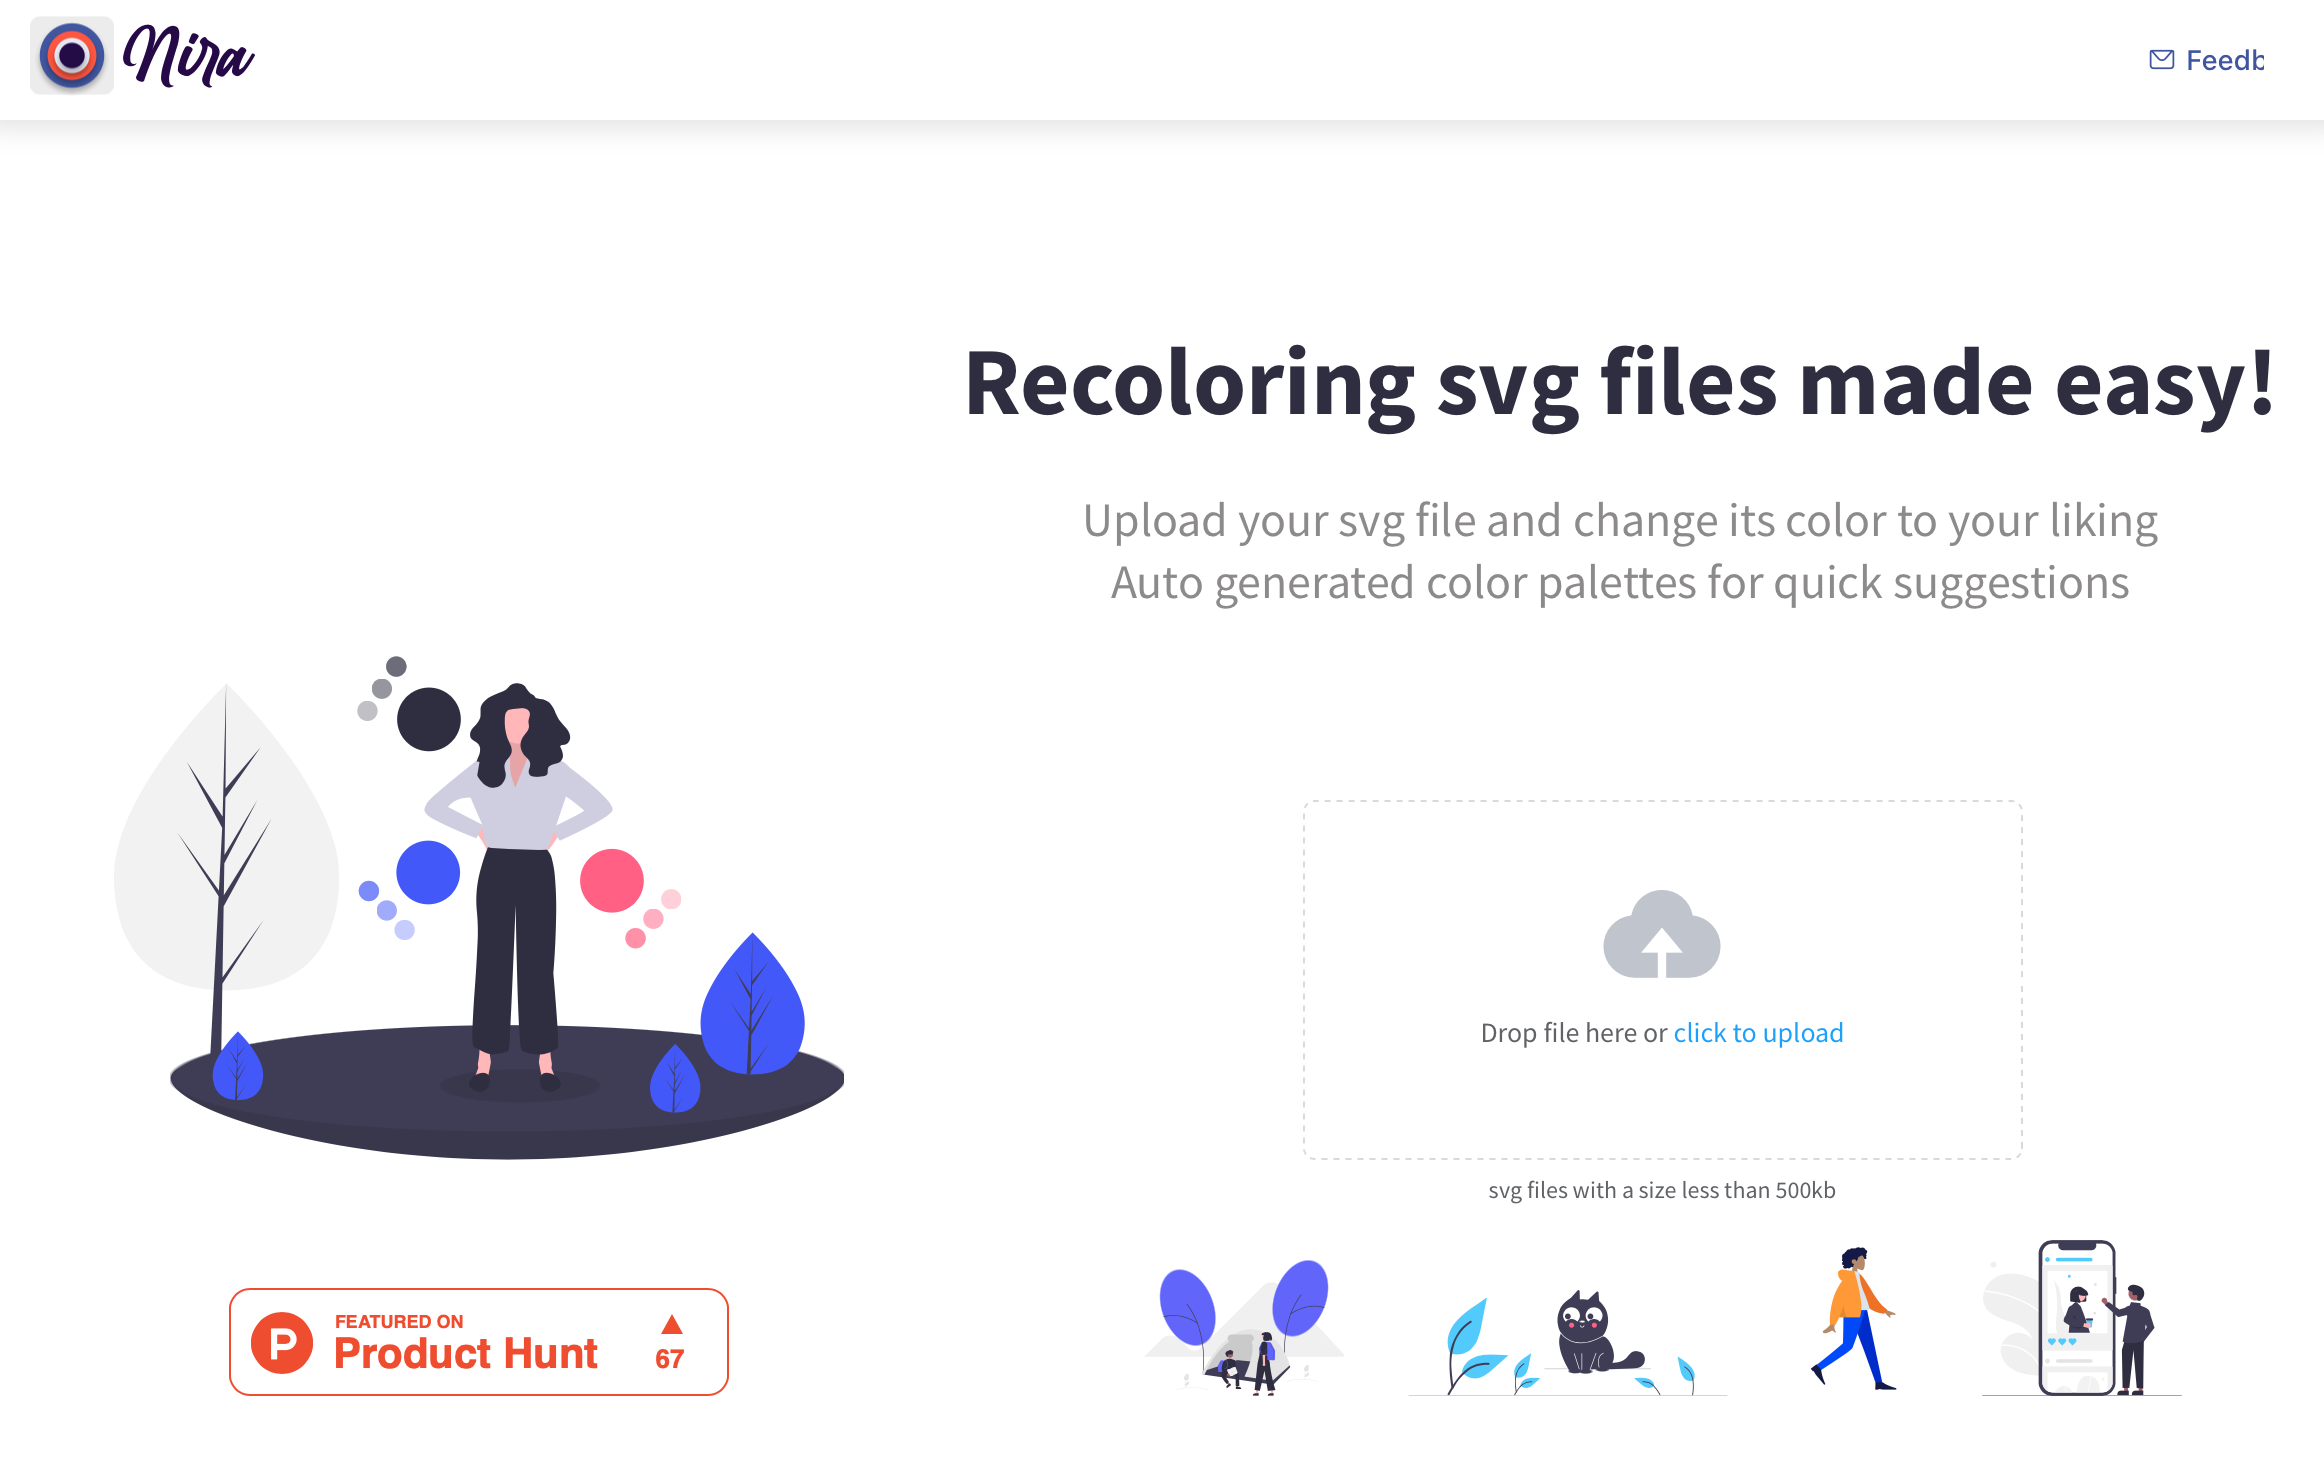 Nira
Feedb
Recoloring svg files made easy!
Upload your svg file and change its color to your liking
Auto generated color palettes for quick suggestions
Drop file here or click to upload
svg files with a size less than 500kb
P
FEATURED ON
Product Hunt
67